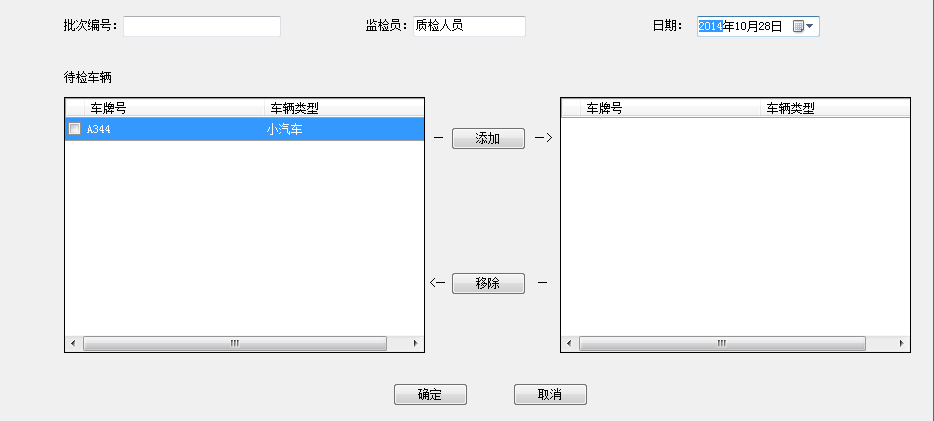 批次编号： 监检员： 质检人员 日期： 2014年10月28日
待检车辆
车牌号 车辆类型 车牌号 车辆类型
A344 小汽车
— 添加 —>
<— 移除 —
确定 取消